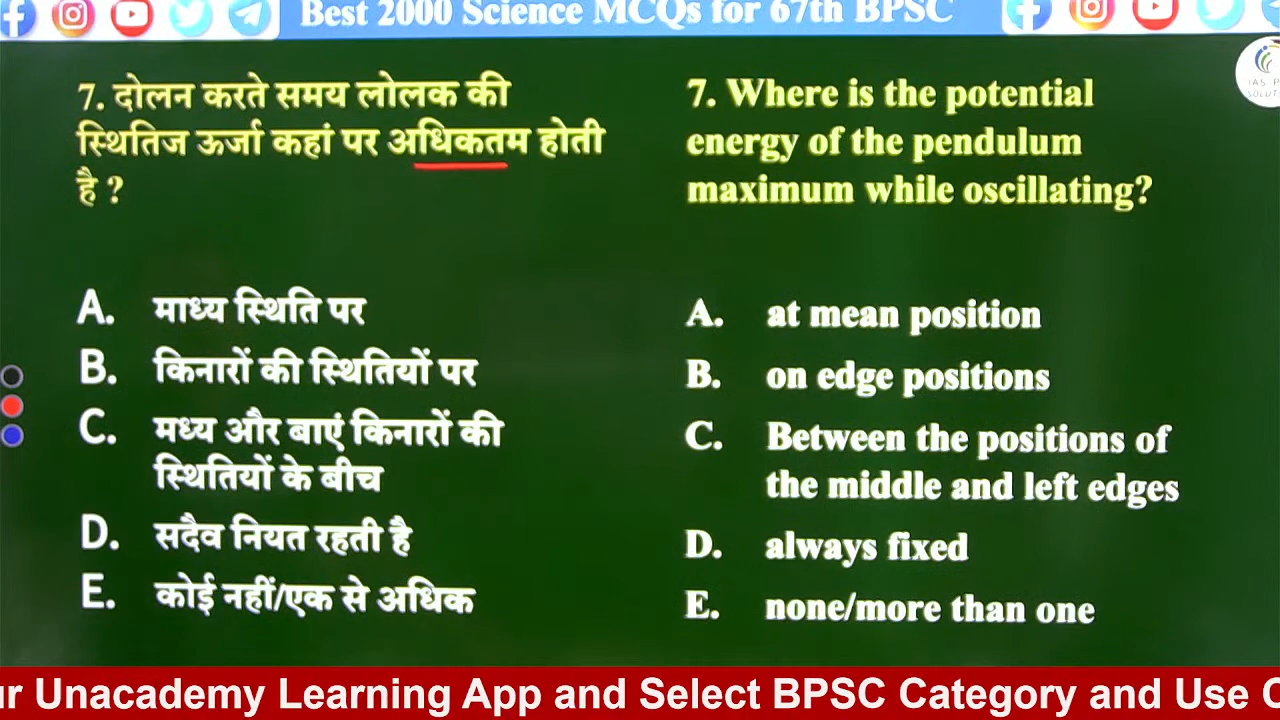 Best 2000 Science MCQs for 67th BPSC
7. दोलन करते समय लोलक की
स्थितिज ऊर्जा कहां पर अधिकतम होती
है ?
A. माध्य स्थिति पर
B. किनारों की स्थितियों पर
C. मध्य और बाएं किनारों की
स्थितियों के बीच
D. सदैव नियत रहती है
E. कोई नहीं/एक से अधिक
7. Where is the potential
energy of the pendulum
maximum while oscillating?
A. at mean position
B. on edge positions
C. Between the positions of
the middle and left edges
D. always fixed
E. none/more than one
IAS
Unacademy Learning App and Select BPSC Category and Use